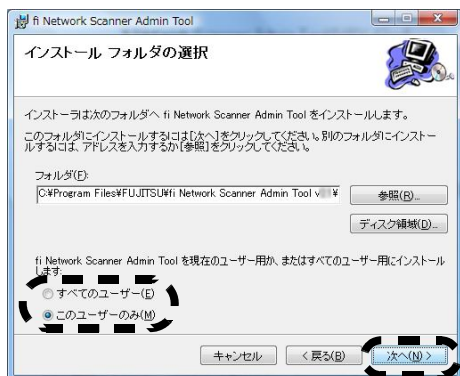 fi Network Scanner Admin Tool
インストール フォルダの選択
インストーラは次のフォルダへ fi Network Scanner Admin Tool をインストールします。
このフォルダにインストールするには[次へ]をクリックしてください。別のフォルダにインストー
ルするには、アドレスを入力するか[参照]をクリックしてください。
フォルダ(F):
C:¥Program Files¥FUJITSU¥fi Network Scanner Admin Tool v ¥
参照(R)...
ディスク領域(D)...
fi Network Scanner Admin Tool を現在のユーザー用か、またはすべてのユーザー用にインストール
します:
すべてのユーザー(E)
このユーザーのみ(M)
キャンセル
< 戻る(B)
次へ(N) >